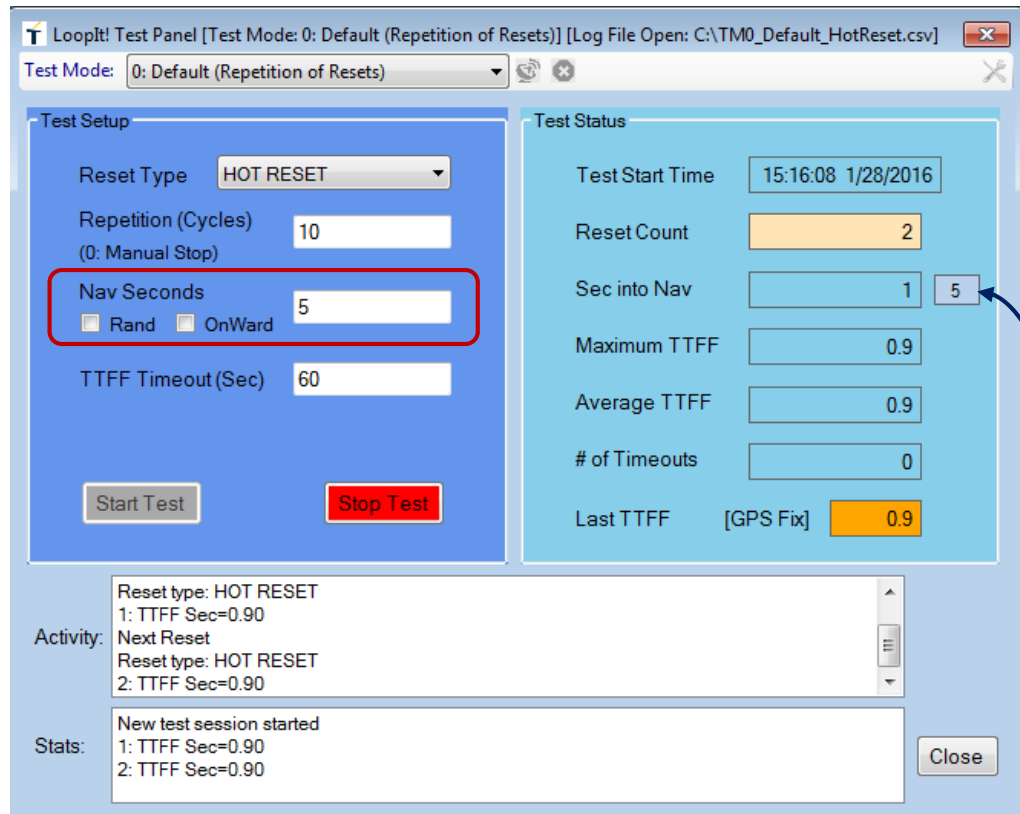 LoopIt! Test Panel [Test Mode: 0: Default (Repetition of Resets)] [Log File Open: C:\TM0_Default_HotReset.csv]
Test Mode: 0: Default (Repetition of Resets)
Test Setup
Reset Type HOT RESET
Repetition (Cycles) 10
(0: Manual Stop)
Nav Seconds 5
Rand OnWard
TTFF Timeout (Sec) 60
Start Test Stop Test
Test Status
Test Start Time 15:16:08 1/28/2016
Reset Count 2
Sec into Nav 1 5
Maximum TTFF 0.9
Average TTFF 0.9
# of Timeouts 0
Last TTFF [GPS Fix] 0.9
Activity:
Reset type: HOT RESET
1: TTFF Sec=0.90
Next Reset
Reset type: HOT RESET
2: TTFF Sec=0.90
Stats:
New test session started
1: TTFF Sec=0.90
2: TTFF Sec=0.90
Close